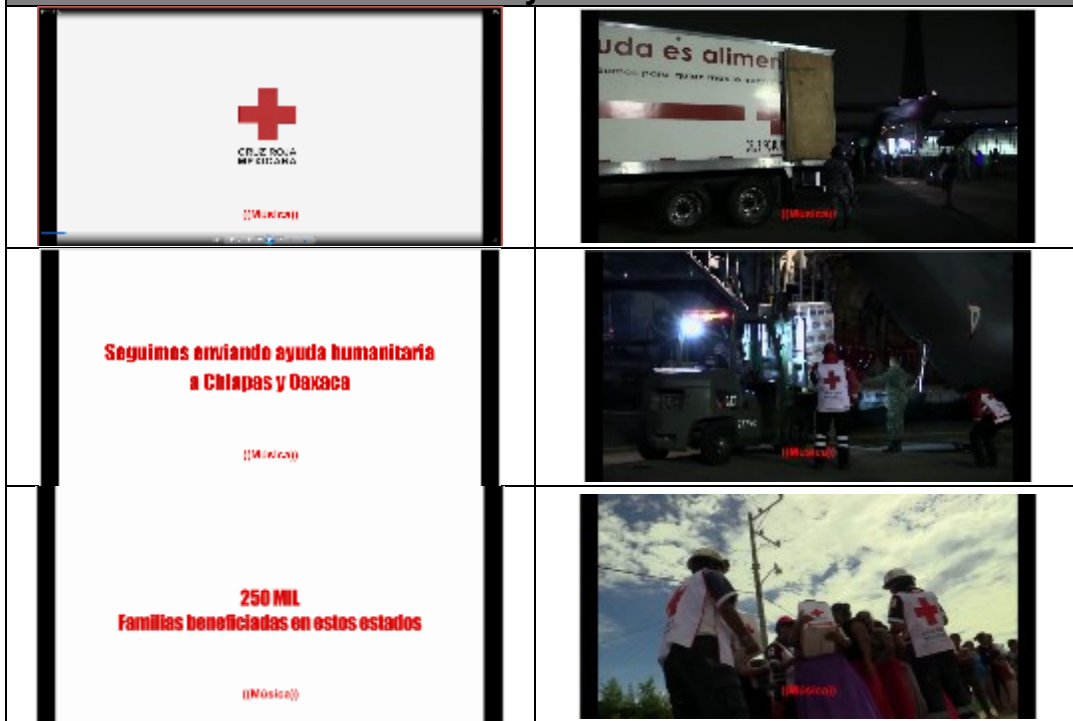 CRUZ ROJA
MEXICANA
((Música))
uda es alimen
((Música))
Seguimos enviando ayuda humanitaria
a Chiapas y Oaxaca
((Música))
((Música))
250 MIL
Familias beneficiadas en estos estados
((Música))
((Música))